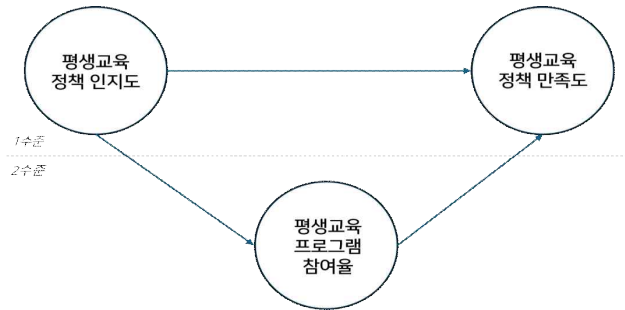 평생교육
정책 인지도
평생교육
정책 만족도
1수준
2수준
평생교육
프로그램
참여율